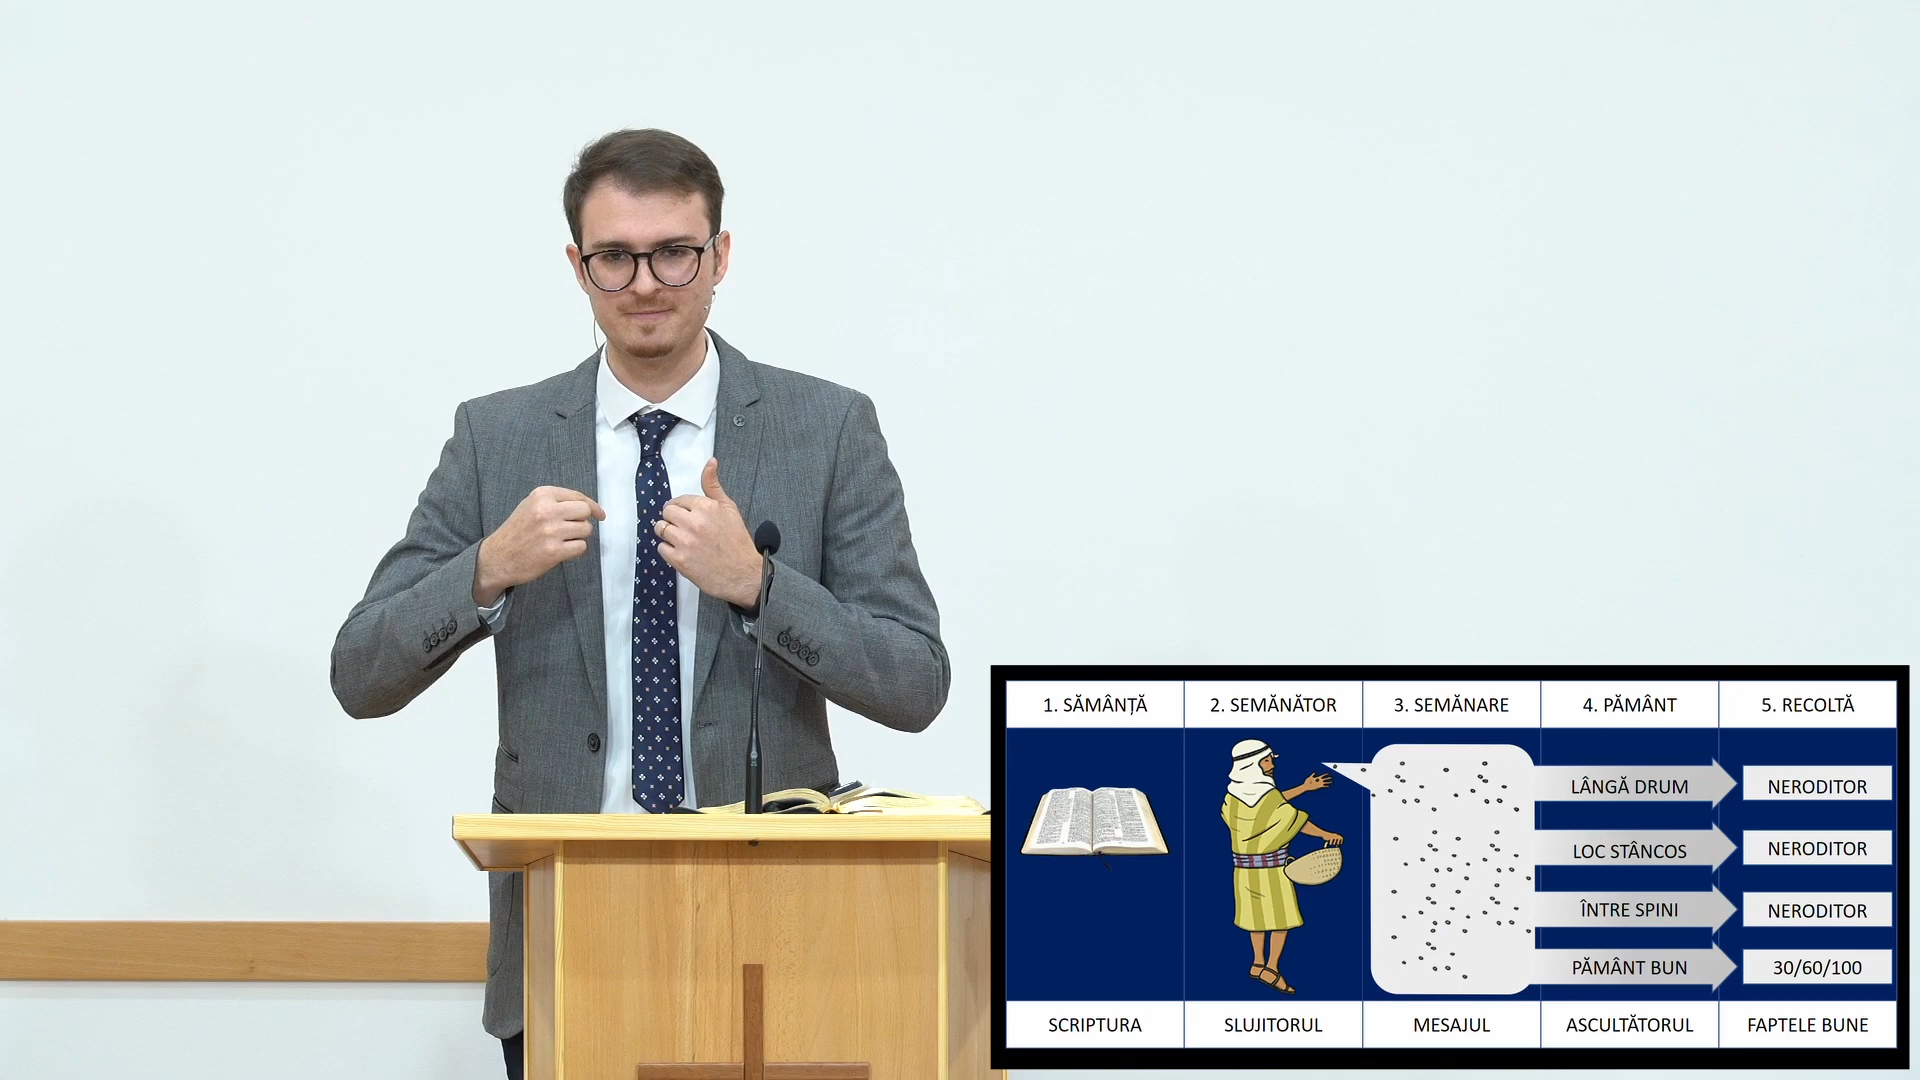 1. SĂMÂNȚĂ 2. SEMĂNĂTOR 3. SEMĂNARE 4. PĂMÂNT 5. RECOLTĂ
LÂNGĂ DRUM NERODITOR
LOC STÂNCOS NERODITOR
ÎNTRE SPINI NERODITOR
PĂMÂNT BUN 30/60/100
SCRIPTURA SLUJITORUL MESAJUL ASCULTĂTORUL FAPTELE BUNE